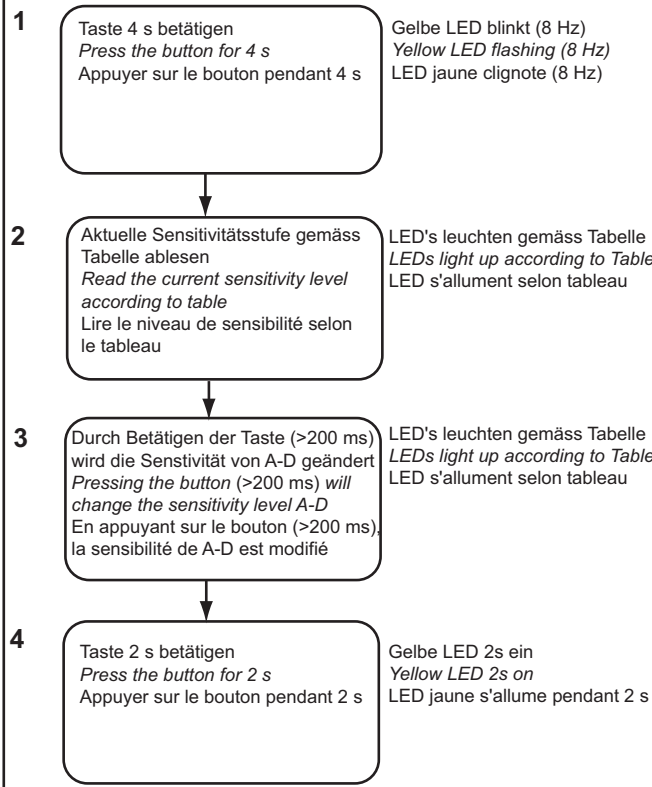 1
Taste 4 s betätigen
Press the button for 4 s
Appuyer sur le bouton pendant 4 s
Gelbe LED blinkt (8 Hz)
Yellow LED flashing (8 Hz)
LED jaune clignote (8 Hz)
2
Aktuelle Sensitivitätsstufe gemäss
Tabelle ablesen
Read the current sensitivity level
according to table
Lire le niveau de sensibilité selon
le tableau
LED's leuchten gemäss Tabelle
LEDs light up according to Table
LED s'allument selon tableau
3
Durch Betätigen der Taste (>200 ms)
wird die Senstivität von A-D geändert
Pressing the button (>200 ms) will
change the sensitivity level A-D
En appuyant sur le bouton (>200 ms),
la sensibilité de A-D est modifié
LED's leuchten gemäss Tabelle
LEDs light up according to Table
LED s'allument selon tableau
4
Taste 2 s betätigen
Press the button for 2 s
Appuyer sur le bouton pendant 2 s
Gelbe LED 2s ein
Yellow LED 2s on
LED jaune s'allume pendant 2 s